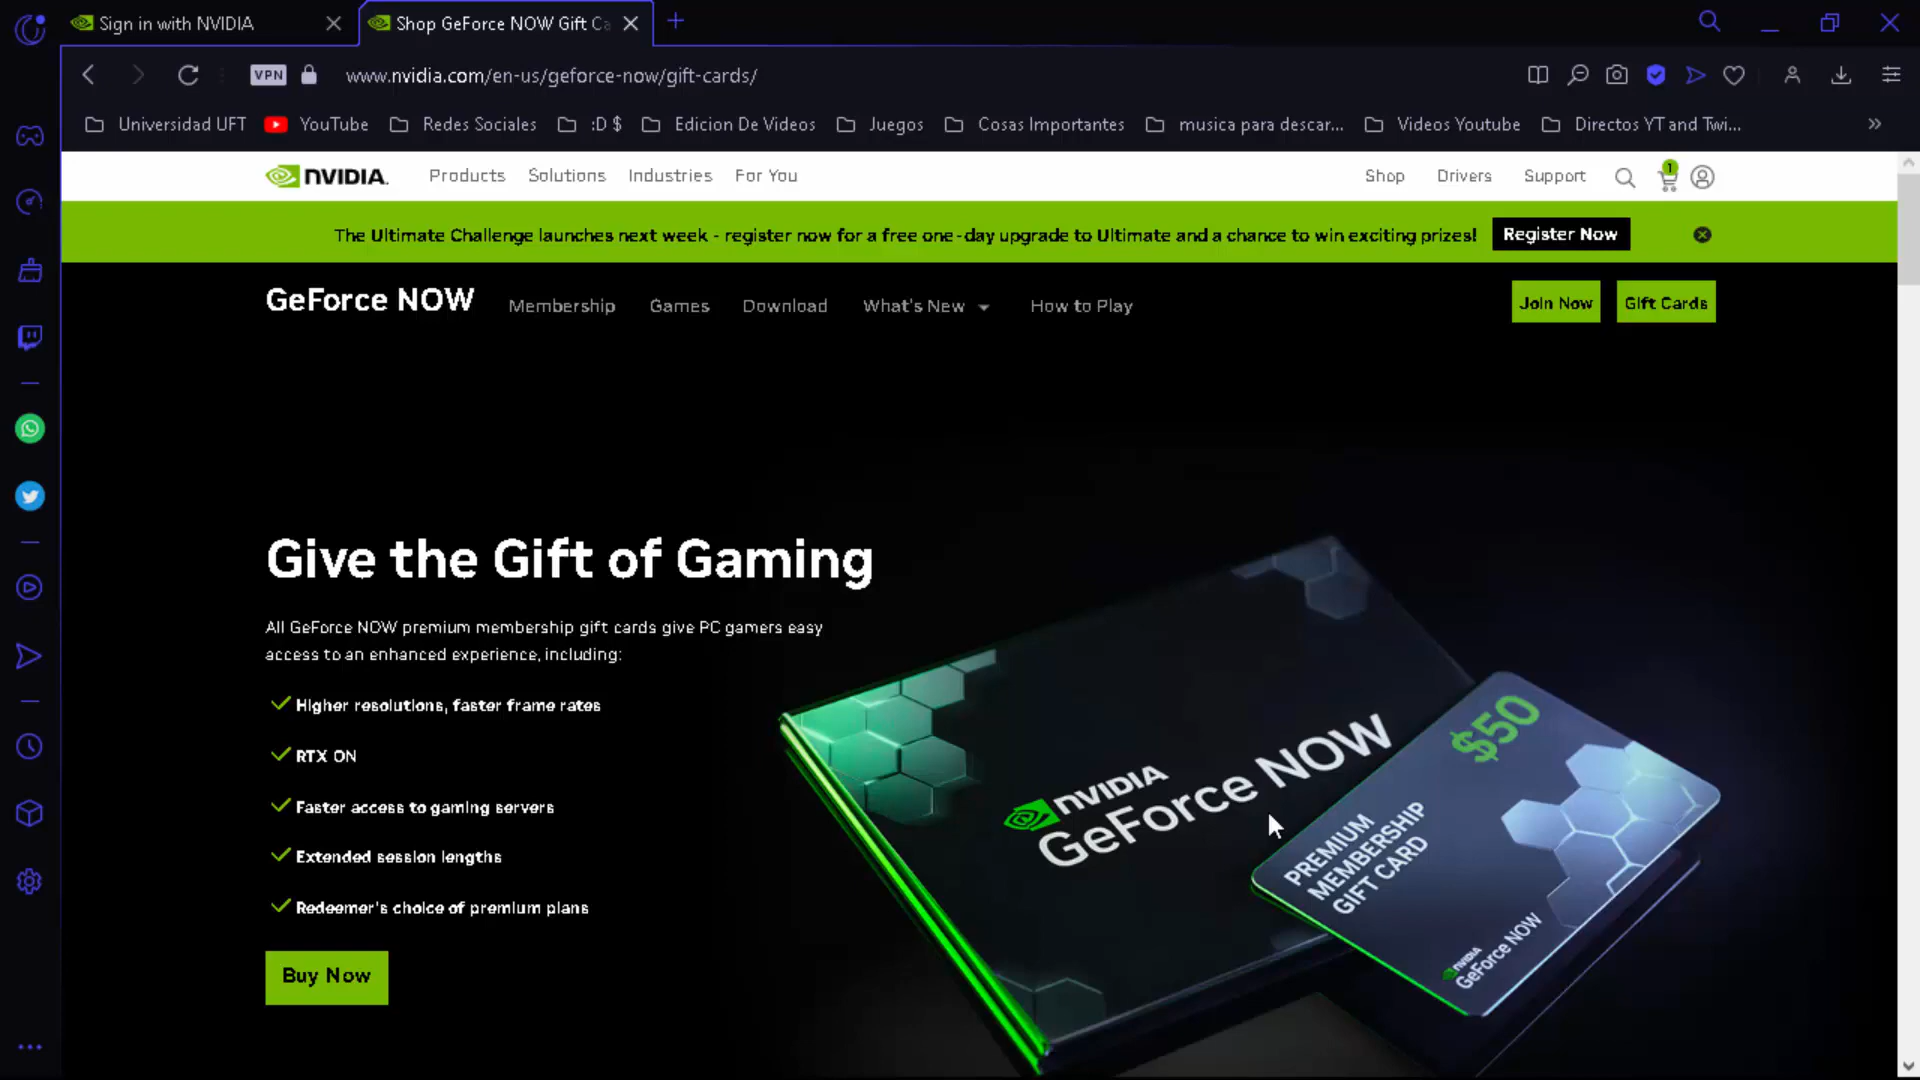 Sign in with NVIDIA
Shop GeForce NOW Gift Ca
VPN
www.nvidia.com/en-us/geforce-now/gift-cards/
Universidad UFT
YouTube
Redes Sociales
:D $
Edicion De Videos
Juegos
Cosas Importantes
musica para descar...
Videos Youtube
Directos YT and Twi...
NVIDIA.
Products
Solutions
Industries
For You
Shop
Drivers
Support
1
The Ultimate Challenge launches next week - register now for a free one-day upgrade to Ultimate and a chance to win exciting prizes!
Register Now
GeForce NOW
Membership
Games
Download
What's New
How to Play
Join Now
Gift Cards
Give the Gift of Gaming
All GeForce NOW premium membership gift cards give PC gamers easy
access to an enhanced experience, including:
Higher resolutions, faster frame rates
RTX ON
Faster access to gaming servers
Extended session lengths
Redeemer's choice of premium plans
Buy Now
NVIDIA
GeForce NOW
$50
PREMIUM
MEMBERSHIP
GIFT CARD
NVIDIA
GeForce NOW